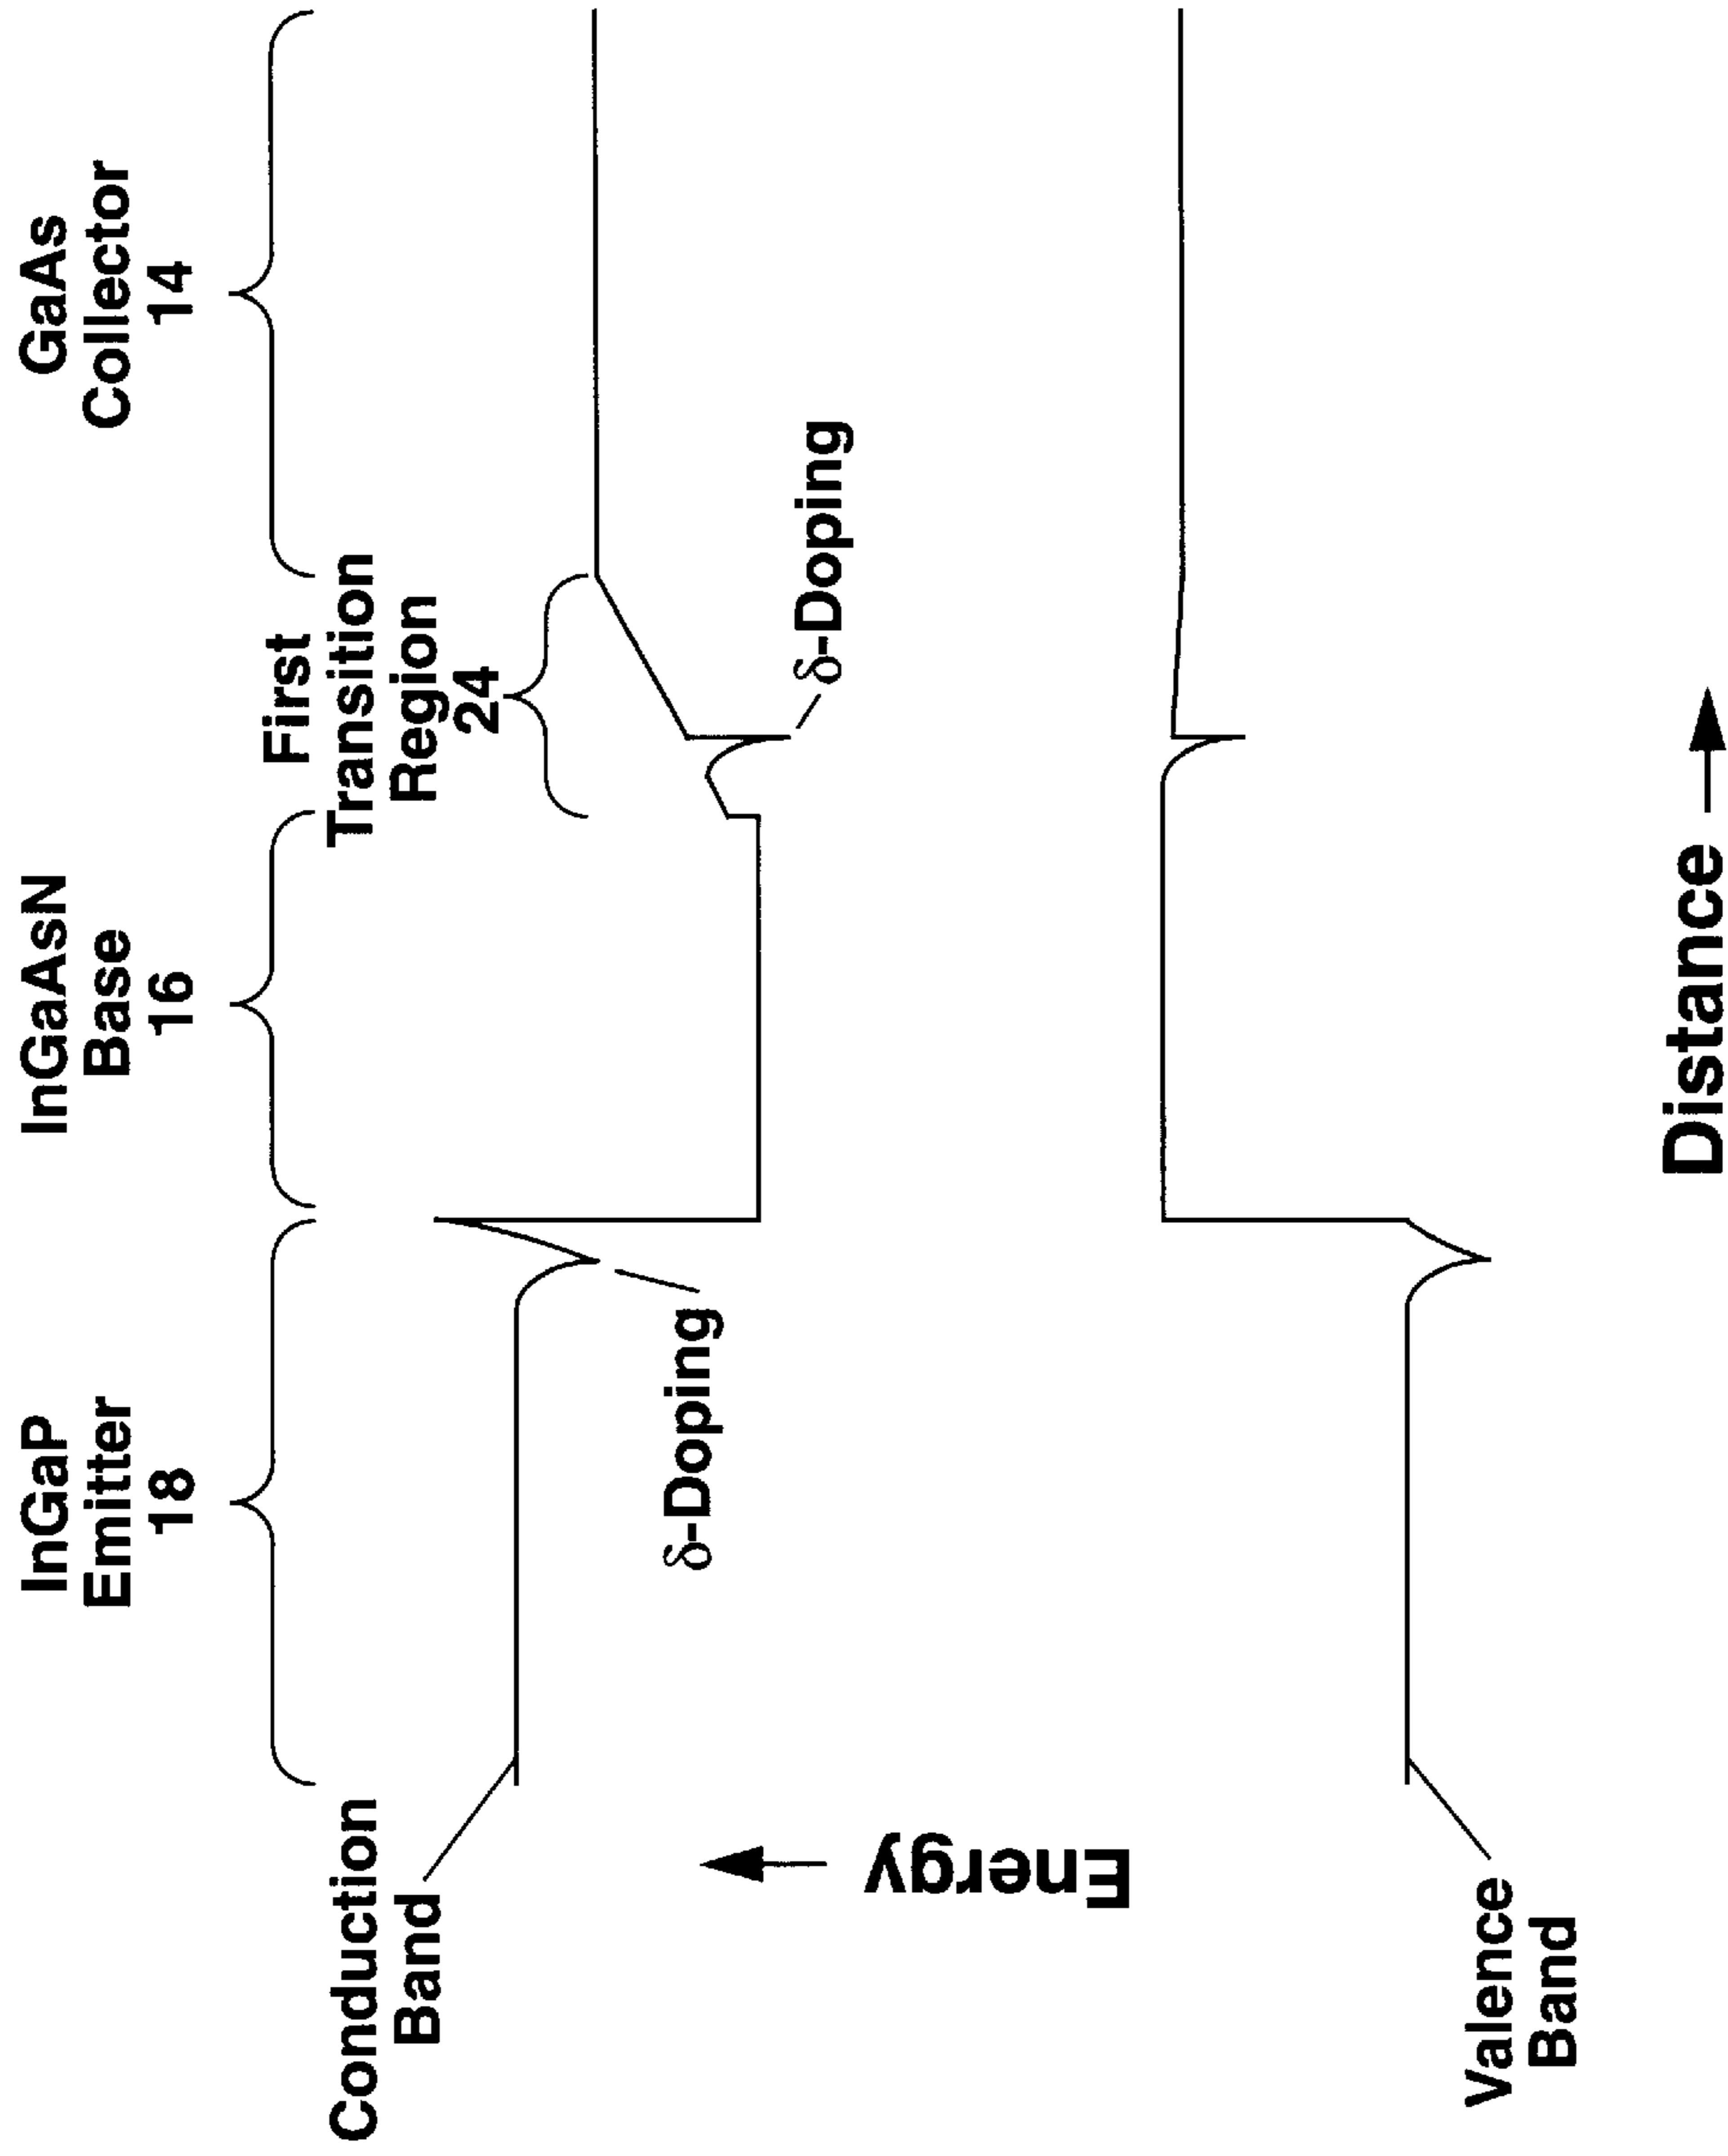 InGaP
Emitter
18
InGaAsN
Base
16
GaAs
Collector
14
First
Transition
Region
24
Conduction
Band
δ-Doping
δ-Doping
Energy
Valence
Band
Distance